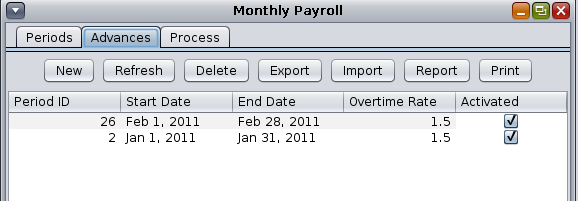 Monthly Payroll
Periods Advances Process
New Refresh Delete Export Import Report Print
Period ID Start Date End Date Overtime Rate Activated
26 Feb 1, 2011 Feb 28, 2011 1.5
2 Jan 1, 2011 Jan 31, 2011 1.5